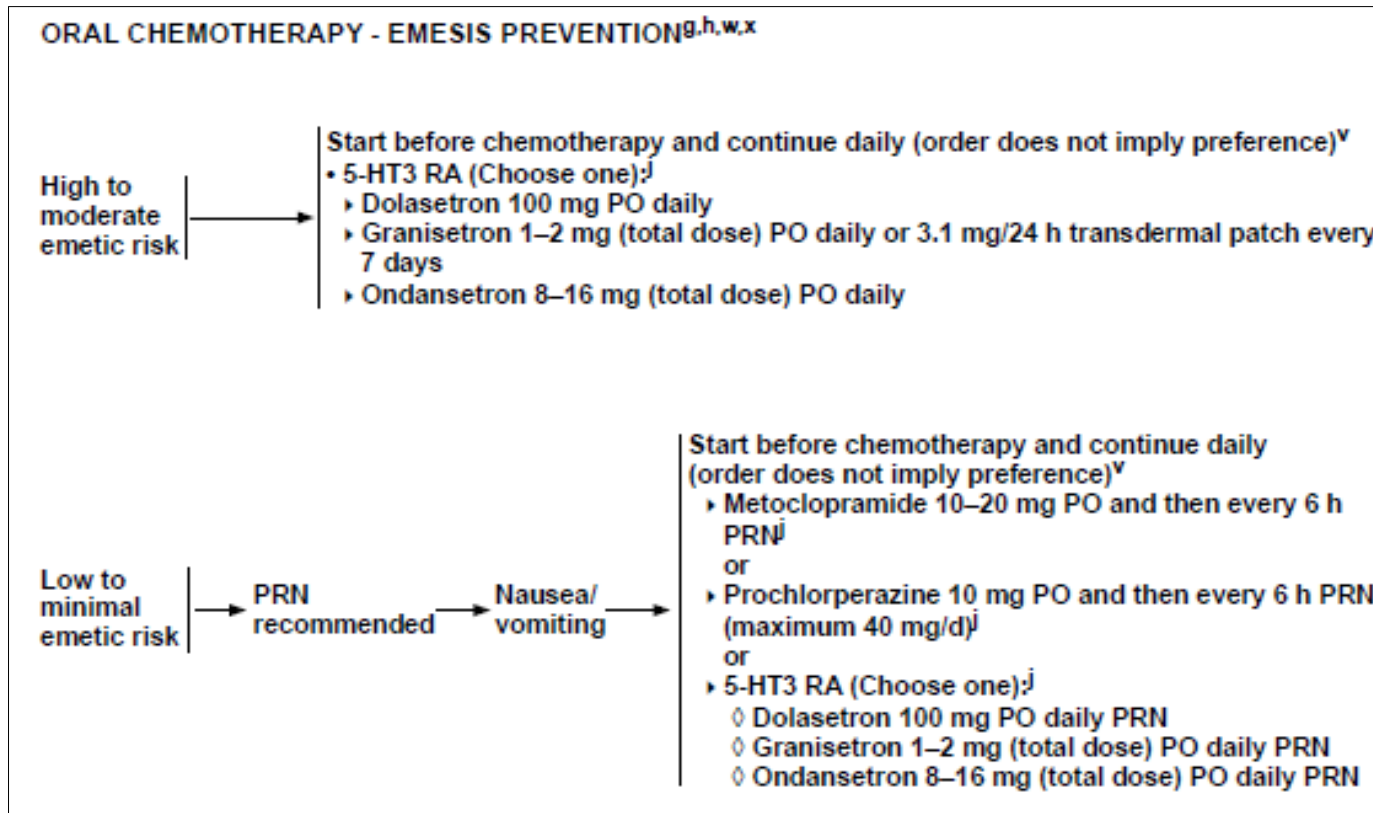 ORAL CHEMOTHERAPY - EMESIS PREVENTIONg,h,w,x
High to
moderate
emetic risk
Start before chemotherapy and continue daily (order does not imply preference)v
• 5-HT3 RA (Choose one):j
‣ Dolasetron 100 mg PO daily
‣ Granisetron 1–2 mg (total dose) PO daily or 3.1 mg/24 h transdermal patch every
7 days
‣ Ondansetron 8–16 mg (total dose) PO daily
Low to
minimal
emetic risk
PRN
recommended
Nausea/
vomiting
Start before chemotherapy and continue daily
(order does not imply preference)v
‣ Metoclopramide 10–20 mg PO and then every 6 h
PRNj
or
‣ Prochlorperazine 10 mg PO and then every 6 h PRN
(maximum 40 mg/d)j
or
‣ 5-HT3 RA (Choose one):j
◊ Dolasetron 100 mg PO daily PRN
◊ Granisetron 1–2 mg (total dose) PO daily PRN
◊ Ondansetron 8–16 mg (total dose) PO daily PRN